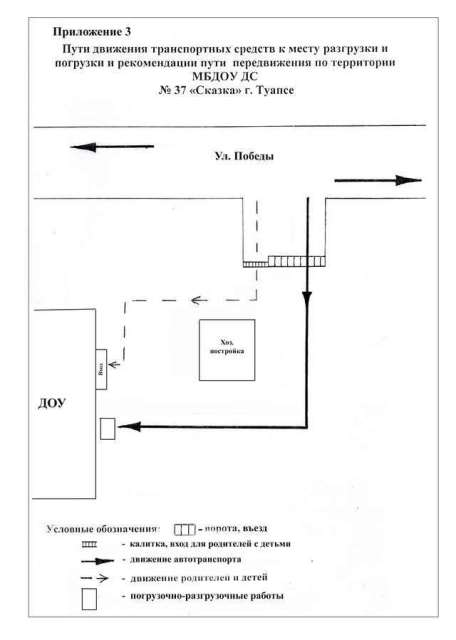 Приложение 3
Пути движения транспортных средств к месту разгрузки и
погрузки и рекомендации пути передвижения по территории
МБДОУ ДС
№ 37 «Сказка» г. Туапсе
Ул. Победы
Хоз.
постройка
Вход
ДОУ
Условные обозначения:
- ворота, въезд
- калитка, вход для родителей с детьми
- движение автотранспорта
- движение родителей и детей
- погрузочно-разгрузочные работы